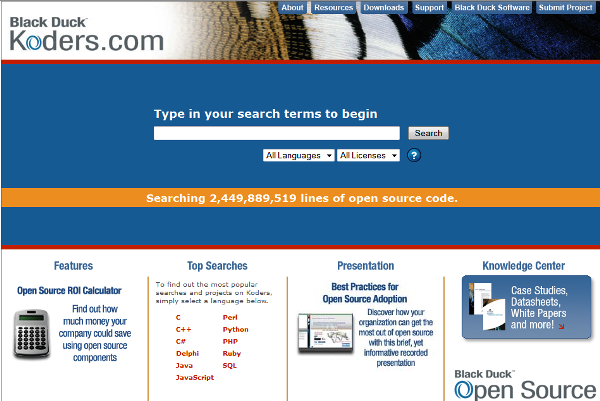 Black Duck™
Koders.com
About
Resources
Downloads
Support
Black Duck Software
Submit Project
Type in your search terms to begin
Search
All Languages
All Licenses
?
Searching 2,449,889,519 lines of open source code.
Features
Open Source ROI Calculator
Find out how
much money your
company could save
using open source
components
Top Searches
To find out the most popular
searches and projects on Koders,
simply select a language below.
C
C++
C#
Delphi
Java
JavaScript
Perl
Python
PHP
Ruby
SQL
Presentation
Best Practices for
Open Source Adoption
Discover how your
organization can get the
most out of open source
with this brief, yet
informative recorded
presentation
Knowledge Center
Case Studies,
Datasheets,
White Papers
and more!
Black Duck™
Open Source